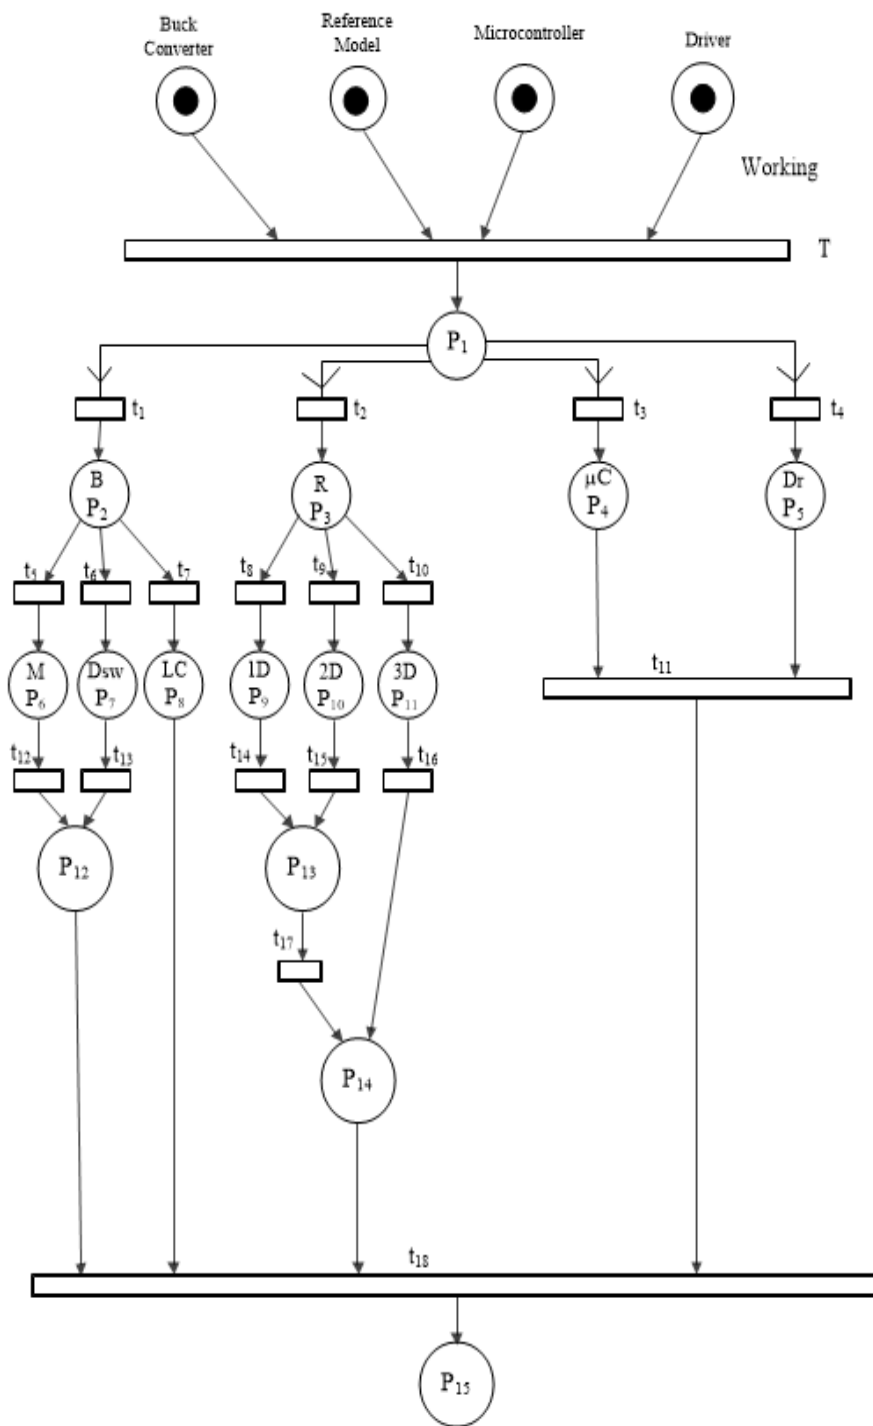 Buck
Converter
Reference
Model
Microcontroller
Driver
Working
T
P₁
t₁
t₂
t₃
t₄
B
P₂
R
P₃
μC
P₄
Dr
P₅
t₅
t₆
t₇
t₈
t₉
t₁₀
M
P₆
Dsw
P₇
LC
P₈
1D
P₉
2D
P₁₀
3D
P₁₁
t₁₁
t₁₂
t₁₃
t₁₄
t₁₅
t₁₆
P₁₂
P₁₃
t₁₇
P₁₄
t₁₈
P₁₅